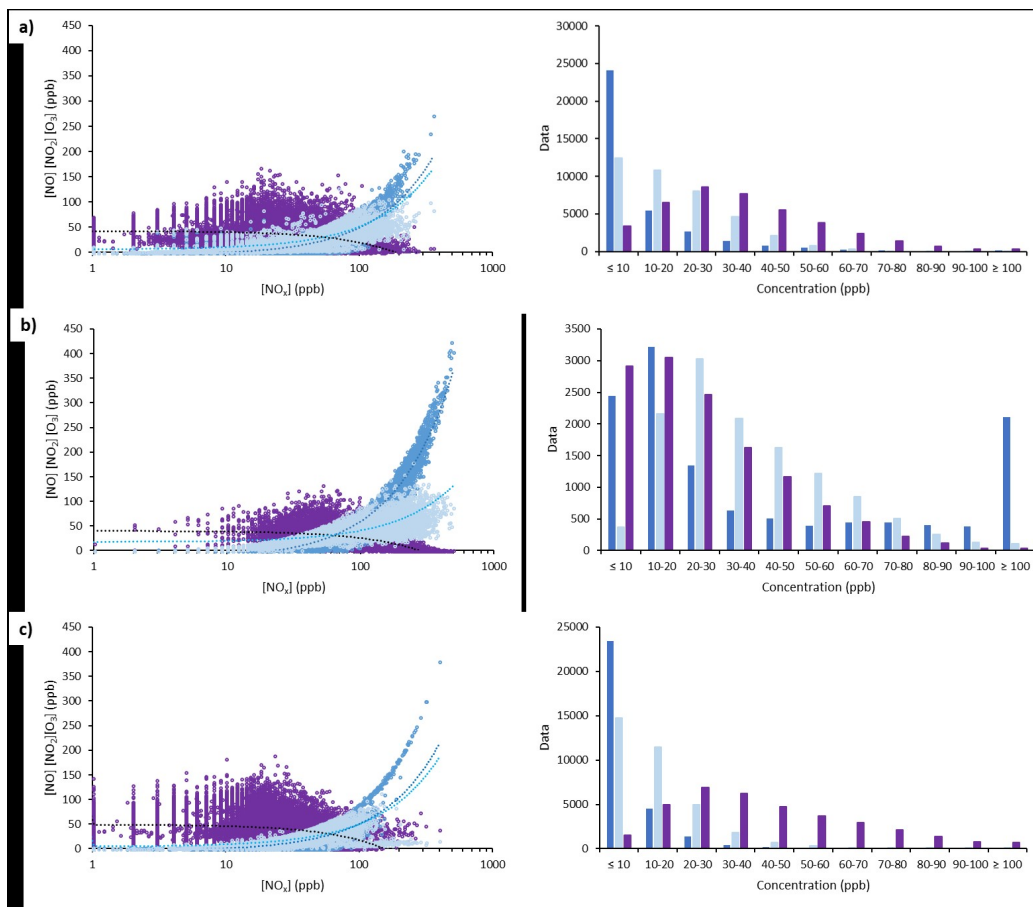 a)
[NO] [NO₂] [O₃] (ppb)
450
400
350
300
250
200
150
100
50
0
1 10 100 1000
[NOₓ] (ppb)
Data
30000
25000
20000
15000
10000
5000
0
≤ 10 10-20 20-30 30-40 40-50 50-60 60-70 70-80 80-90 90-100 ≥ 100
Concentration (ppb)
b)
[NO] [NO₂] [O₃] (ppb)
450
400
350
300
250
200
150
100
50
0
1 10 100 1000
[NOₓ] (ppb)
Data
3500
3000
2500
2000
1500
1000
500
0
≤ 10 10-20 20-30 30-40 40-50 50-60 60-70 70-80 80-90 90-100 ≥ 100
Concentration (ppb)
c)
[NO] [NO₂][O₃] (ppb)
450
400
350
300
250
200
150
100
50
0
1 10 100 1000
[NOₓ] (ppb)
Data
25000
20000
15000
10000
5000
0
≤ 10 10-20 20-30 30-40 40-50 50-60 60-70 70-80 80-90 90-100 ≥ 100
Concentration (ppb)